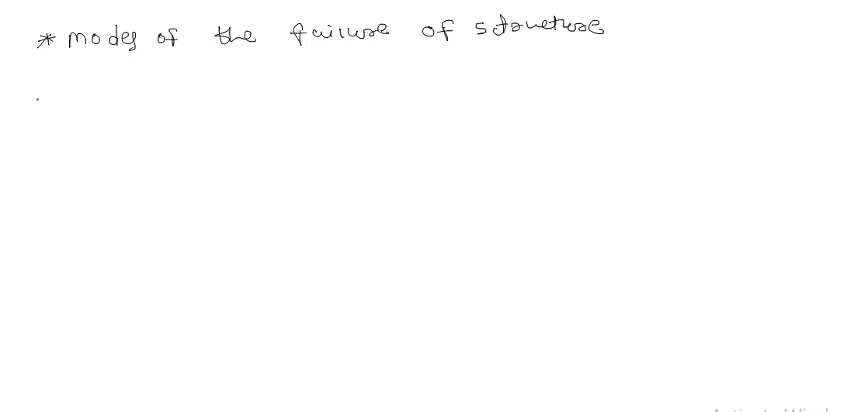 * modes of the failure of structure